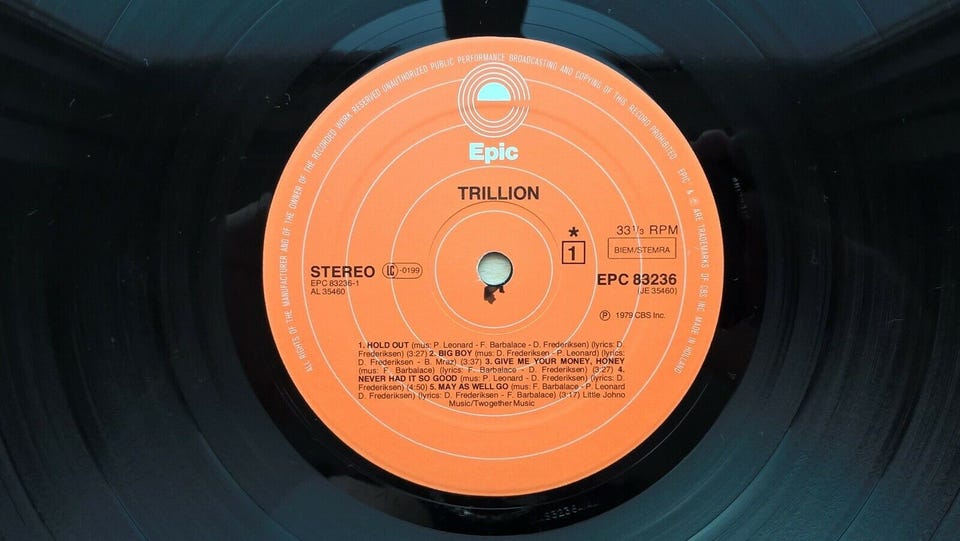 ALL RIGHTS OF THE MANUFACTURER AND OF THE OWNER OF THE RECORDED WORK RESERVED UNAUTHORIZED PUBLIC PERFORMANCE BROADCASTING AND COPYING OF THIS RECORD PROHIBITED EPIC & ℗ ARE TRADEMARKS OF CBS INC. MADE IN HOLLAND
Epic
TRILLION
*
1
33⅓ RPM
BIEM/STEMRA
STEREO LC-0199
EPC 83236-1
AL 35460
EPC 83236
(JE 35460)
℗ 1979 CBS Inc.
1. HOLD OUT (mus: P. Leonard - F. Barbalace - D. Frederiksen) (lyrics: D.
Frederiksen) (3:27) 2. BIG BOY (mus: D. Frederiksen - P. Leonard) (lyrics:
D. Frederiksen - B. Mraz) (3:37) 3. GIVE ME YOUR MONEY, HONEY
(mus: F. Barbalace) (lyrics: D. Frederiksen) (3:27) 4.
NEVER HAD IT SO GOOD (mus: P. Leonard - D. Frederiksen) (lyrics: D.
Frederiksen) (4:50) 5. MAY AS WELL GO (mus: F. Barbalace - P. Leonard
D. Frederiksen) (lyrics: D. Frederiksen - F. Barbalace) (3:17) Little Johno
Music/Twogether Music